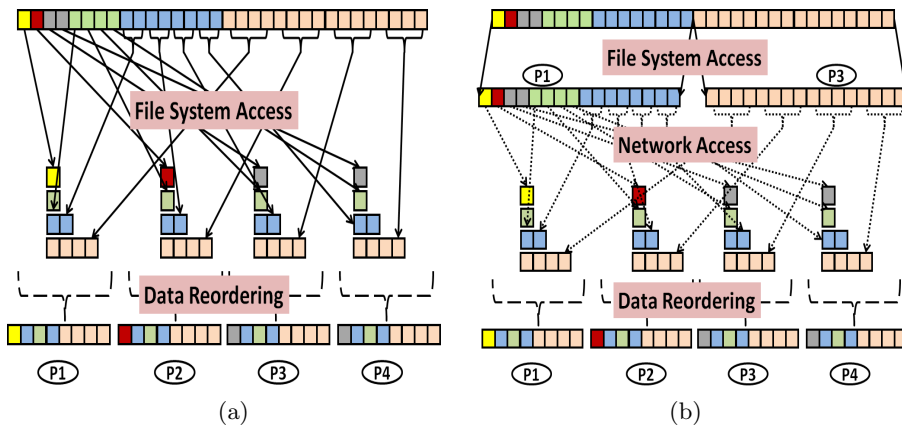 File System Access
Data Reordering
P1 P2 P3 P4
(a)
File System Access
P1 P3
Network Access
Data Reordering
P1 P2 P3 P4
(b)